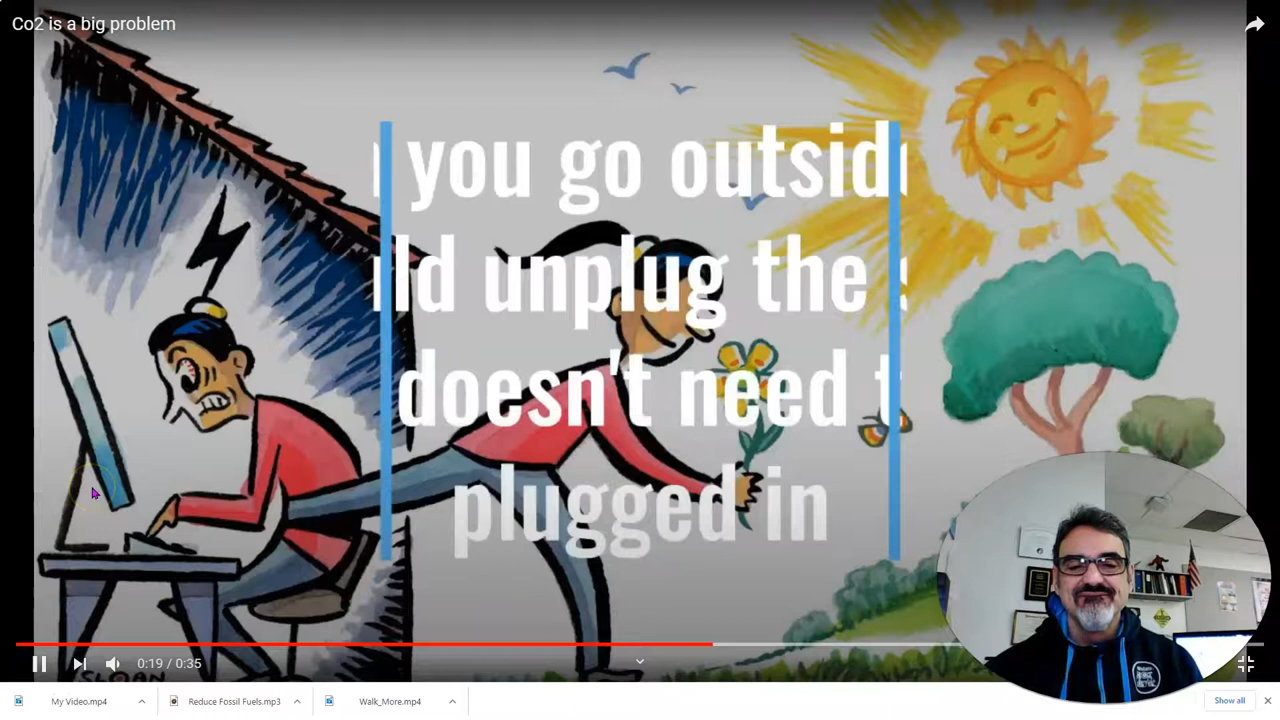 Co2 is a big problem
you go outsid
ld unplug the
doesn't need t
plugged in
SLOAN
0:19 / 0:35
My Video.mp4
Reduce Fossil Fuels.mp3
Walk_More.mp4
Show all